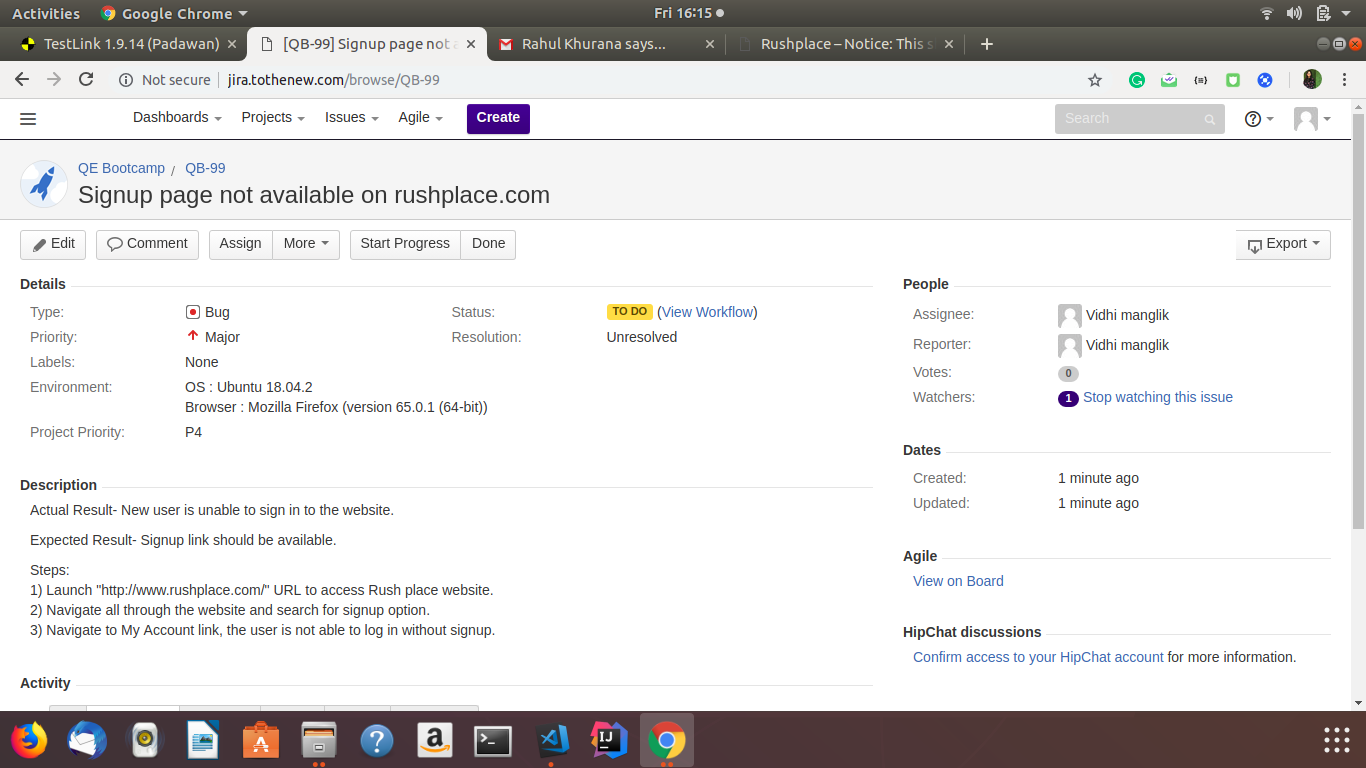 Activities Google Chrome Fri 16:15
TestLink 1.9.14 (Padawan) [QB-99] Signup page not a Rahul Khurana says... Rushplace – Notice: This s
Not secure jira.tothenew.com/browse/QB-99
Dashboards Projects Issues Agile Create Search
QE Bootcamp / QB-99
Signup page not available on rushplace.com
Edit Comment Assign More Start Progress Done Export
Details
Type: Bug Status: TO DO (View Workflow)
Priority: Major Resolution: Unresolved
Labels: None
Environment: OS : Ubuntu 18.04.2
Browser : Mozilla Firefox (version 65.0.1 (64-bit))
Project Priority: P4
Description
Actual Result- New user is unable to sign in to the website.
Expected Result- Signup link should be available.
Steps:
1) Launch "http://www.rushplace.com/" URL to access Rush place website.
2) Navigate all through the website and search for signup option.
3) Navigate to My Account link, the user is not able to log in without signup.
Activity
People
Assignee: Vidhi manglik
Reporter: Vidhi manglik
Votes: 0
Watchers: 1 Stop watching this issue
Dates
Created: 1 minute ago
Updated: 1 minute ago
Agile
View on Board
HipChat discussions
Confirm access to your HipChat account for more information.